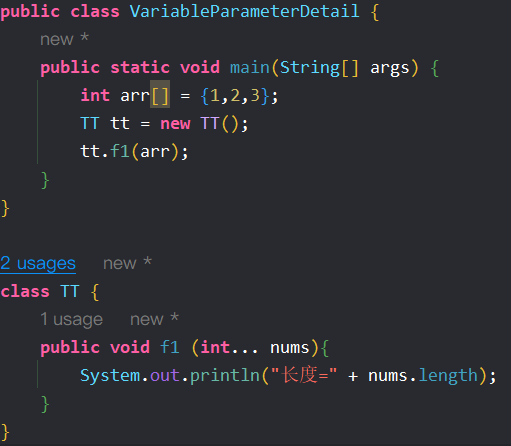 public class VariableParameterDetail {
new *
public static void main(String[] args) {
int arr[] = {1,2,3};
TT tt = new TT();
tt.f1(arr);
}
}
2 usages new *
class TT {
1 usage new *
public void f1 (int... nums){
System.out.println("长度=" + nums.length);
}
}